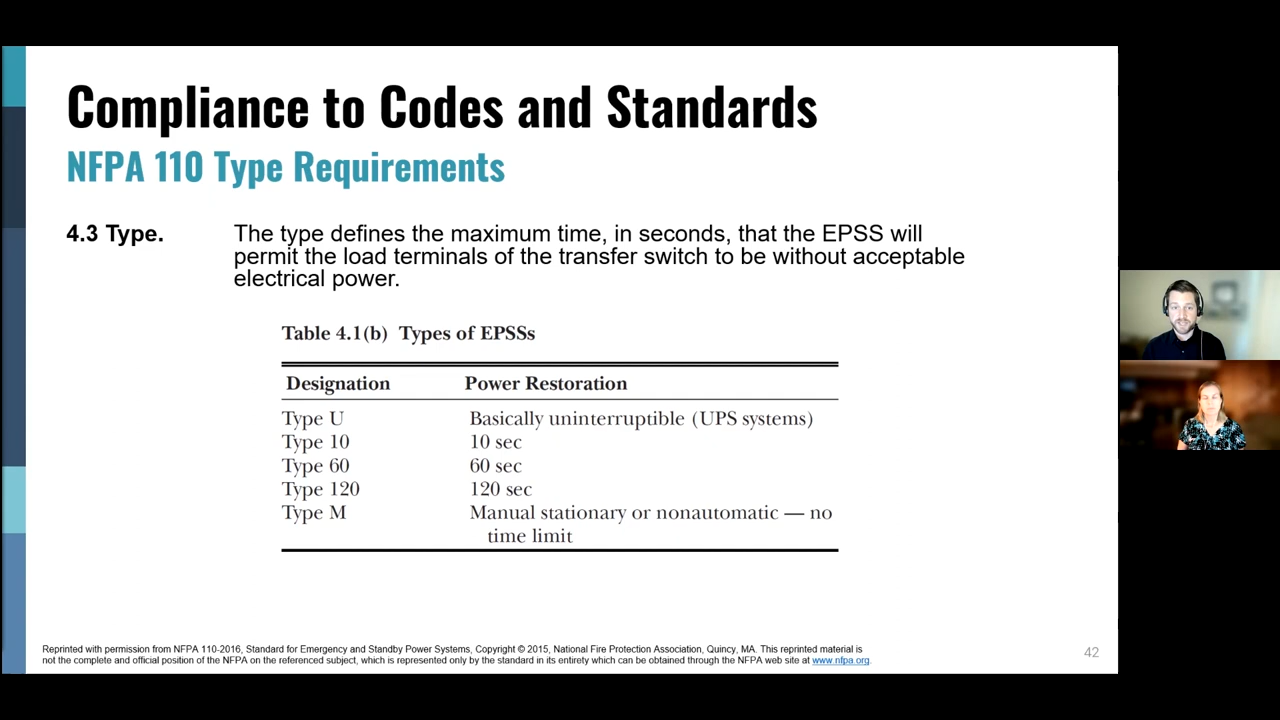 Compliance to Codes and Standards
NFPA 110 Type Requirements
4.3 Type. The type defines the maximum time, in seconds, that the EPSS will
permit the load terminals of the transfer switch to be without acceptable
electrical power.
Table 4.1(b) Types of EPSSs
Designation Power Restoration
Type U Basically uninterruptible (UPS systems)
Type 10 10 sec
Type 60 60 sec
Type 120 120 sec
Type M Manual stationary or nonautomatic — no
time limit
Reprinted with permission from NFPA 110-2016, Standard for Emergency and Standby Power Systems, Copyright © 2015, National Fire Protection Association, Quincy, MA. This reprinted material is
not the complete and official position of the NFPA on the referenced subject, which is represented only by the standard in its entirety which can be obtained through the NFPA web site at www.nfpa.org.
42